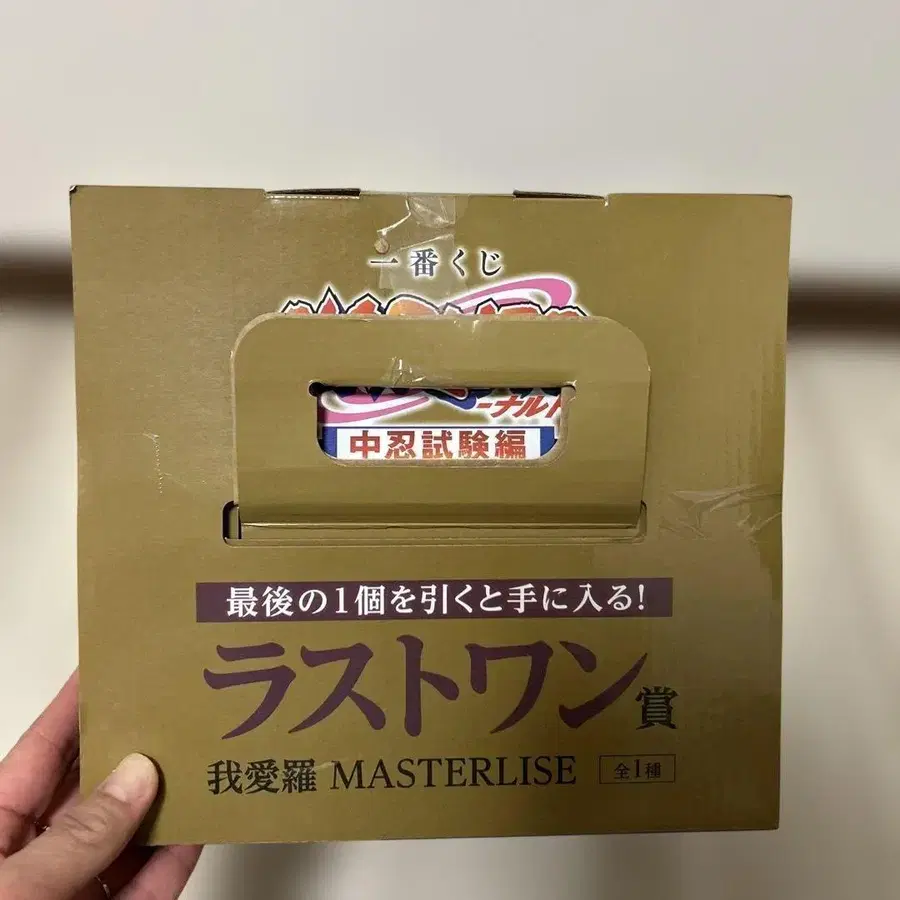 一番くじ
ーナルト
中忍試験編
最後の1個を引くと手に入る!
ラストワン賞
我愛羅 MASTERLISE 全1種